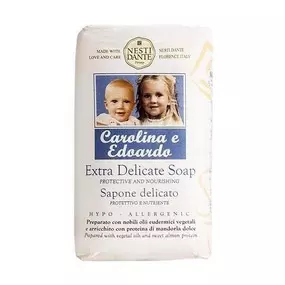 MADE WITH
LOVE AND CARE
NESTI
DANTE
Firenze
NESTI DANTE
FLORENCE ITALY
Carolina e
Edoardo
Extra Delicate Soap
PROTECTIVE AND NOURISHING
Sapone delicato
PROTETTIVO E NUTRIENTE
HYPO - ALLERGENIC
Preparato con nobili olii eudermici vegetali
e arricchito con proteina di mandorla dolce
Prepared with vegetal oils and sweet almon protein